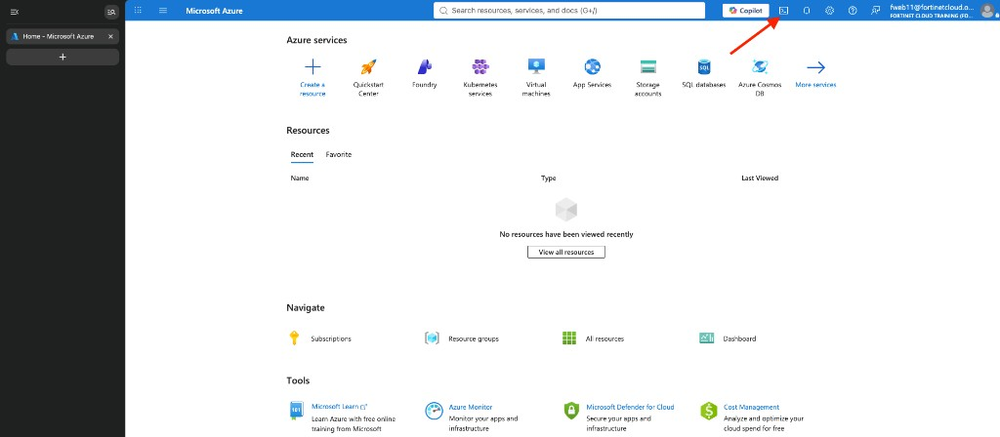 Home - Microsoft Azure
Microsoft Azure
Search resources, services, and docs (G+/)
Copilot
fweb11@fortinetcloud.o...
FORTINET CLOUD TRAINING (FO...
Azure services
Create a resource
Quickstart Center
Foundry
Kubernetes services
Virtual machines
App Services
Storage accounts
SQL
SQL databases
Azure Cosmos DB
More services
Resources
Recent
Favorite
Name
Type
Last Viewed
No resources have been viewed recently
View all resources
Navigate
Subscriptions
Resource groups
All resources
Dashboard
Tools
101
Microsoft Learn
Learn Azure with free online
training from Microsoft
Azure Monitor
Monitor your apps and
infrastructure
Microsoft Defender for Cloud
Secure your apps and
infrastructure
Cost Management
Analyze and optimize your
cloud spend for free